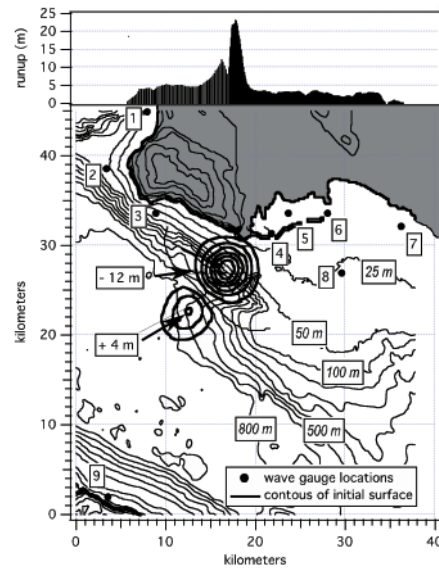 25
20
15
10
5
0
runup (m)
1
40
2
3
30
- 12 m
4
5
6
7
8
25 m
20
+ 4 m
50 m
100 m
10
800 m
500 m
9
wave gauge locations
contous of initial surface
0
kilometers
0
10
20
30
40
kilometers